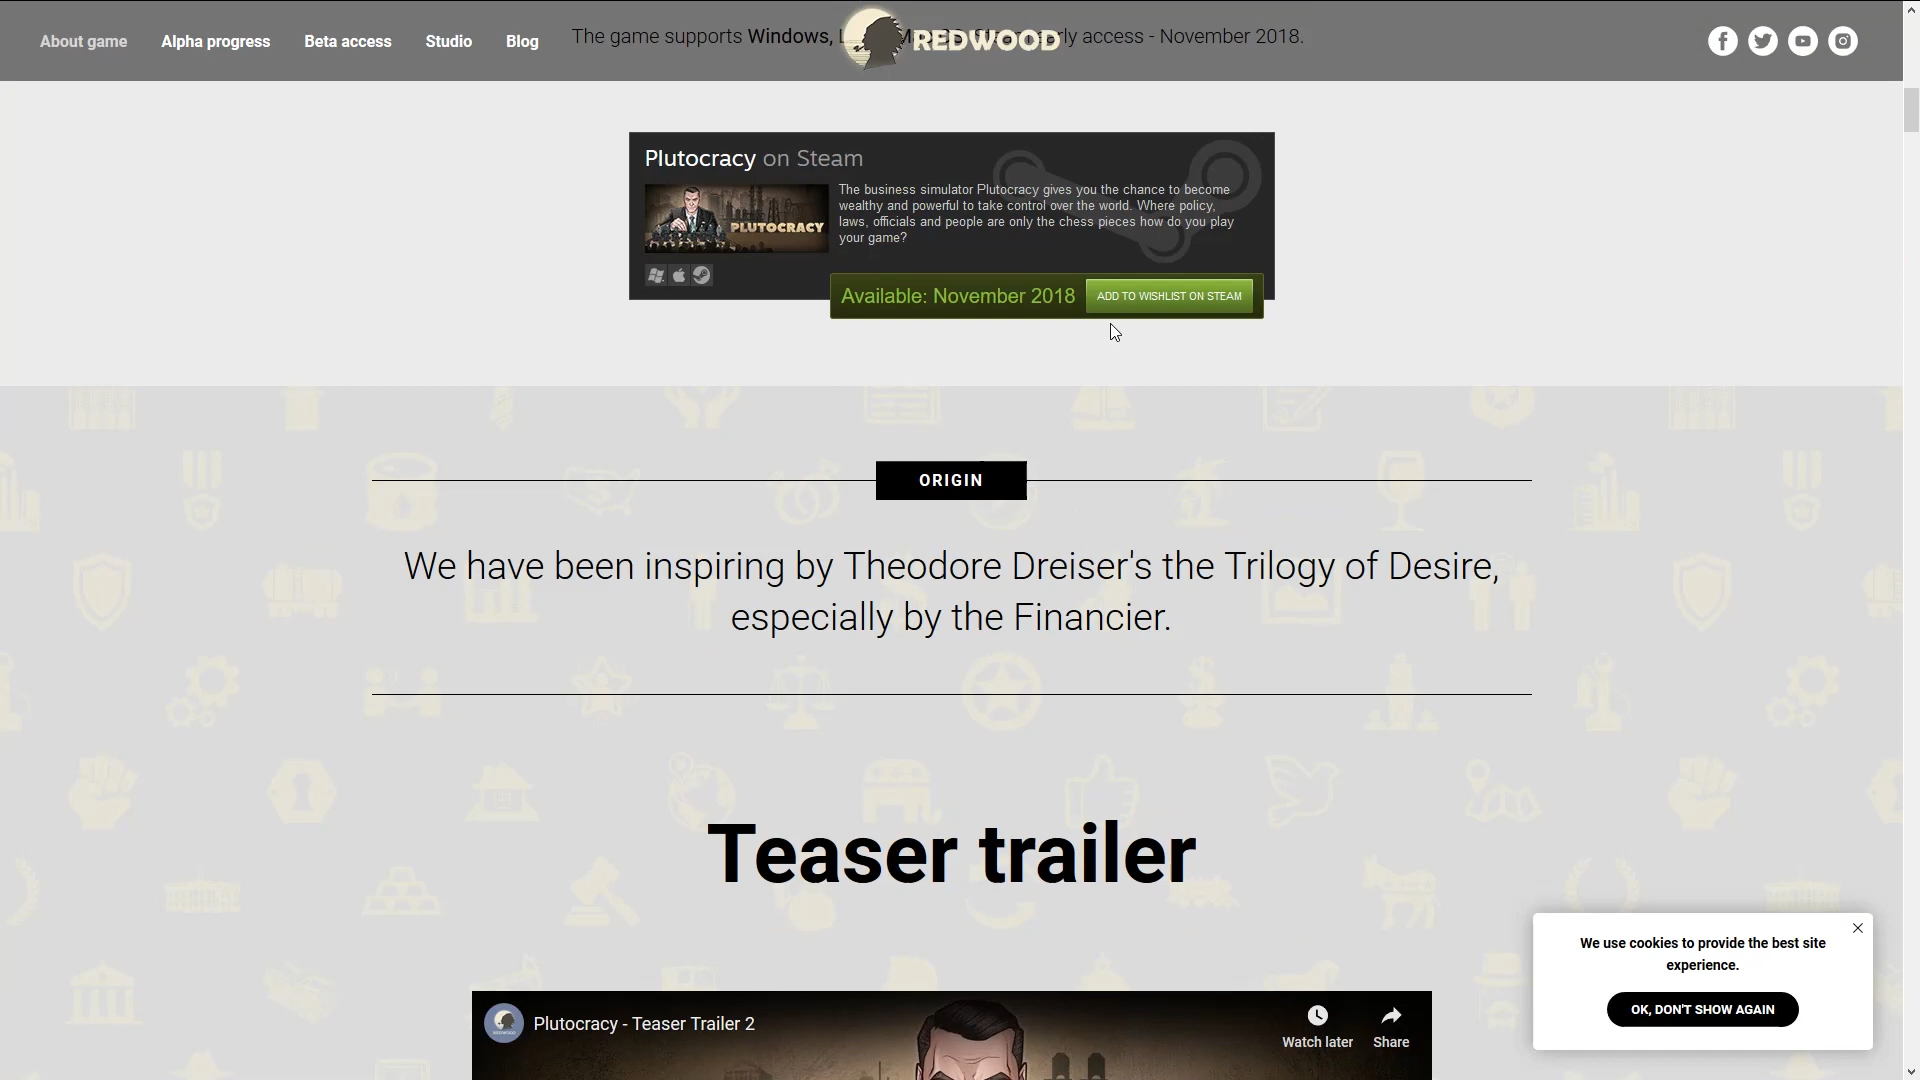 About game
Alpha progress
Beta access
Studio
Blog
The game supports Windows,
REDWOOD
early access - November 2018.
Plutocracy on Steam
The business simulator Plutocracy gives you the chance to become
wealthy and powerful to take control over the world. Where policy,
laws, officials and people are only the chess pieces how do you play
your game?
PLUTOCRACY
Available: November 2018
ADD TO WISHLIST ON STEAM
ORIGIN
We have been inspiring by Theodore Dreiser's the Trilogy of Desire,
especially by the Financier.
Teaser trailer
Plutocracy - Teaser Trailer 2
Watch later
Share
We use cookies to provide the best site
experience.
OK, DON'T SHOW AGAIN